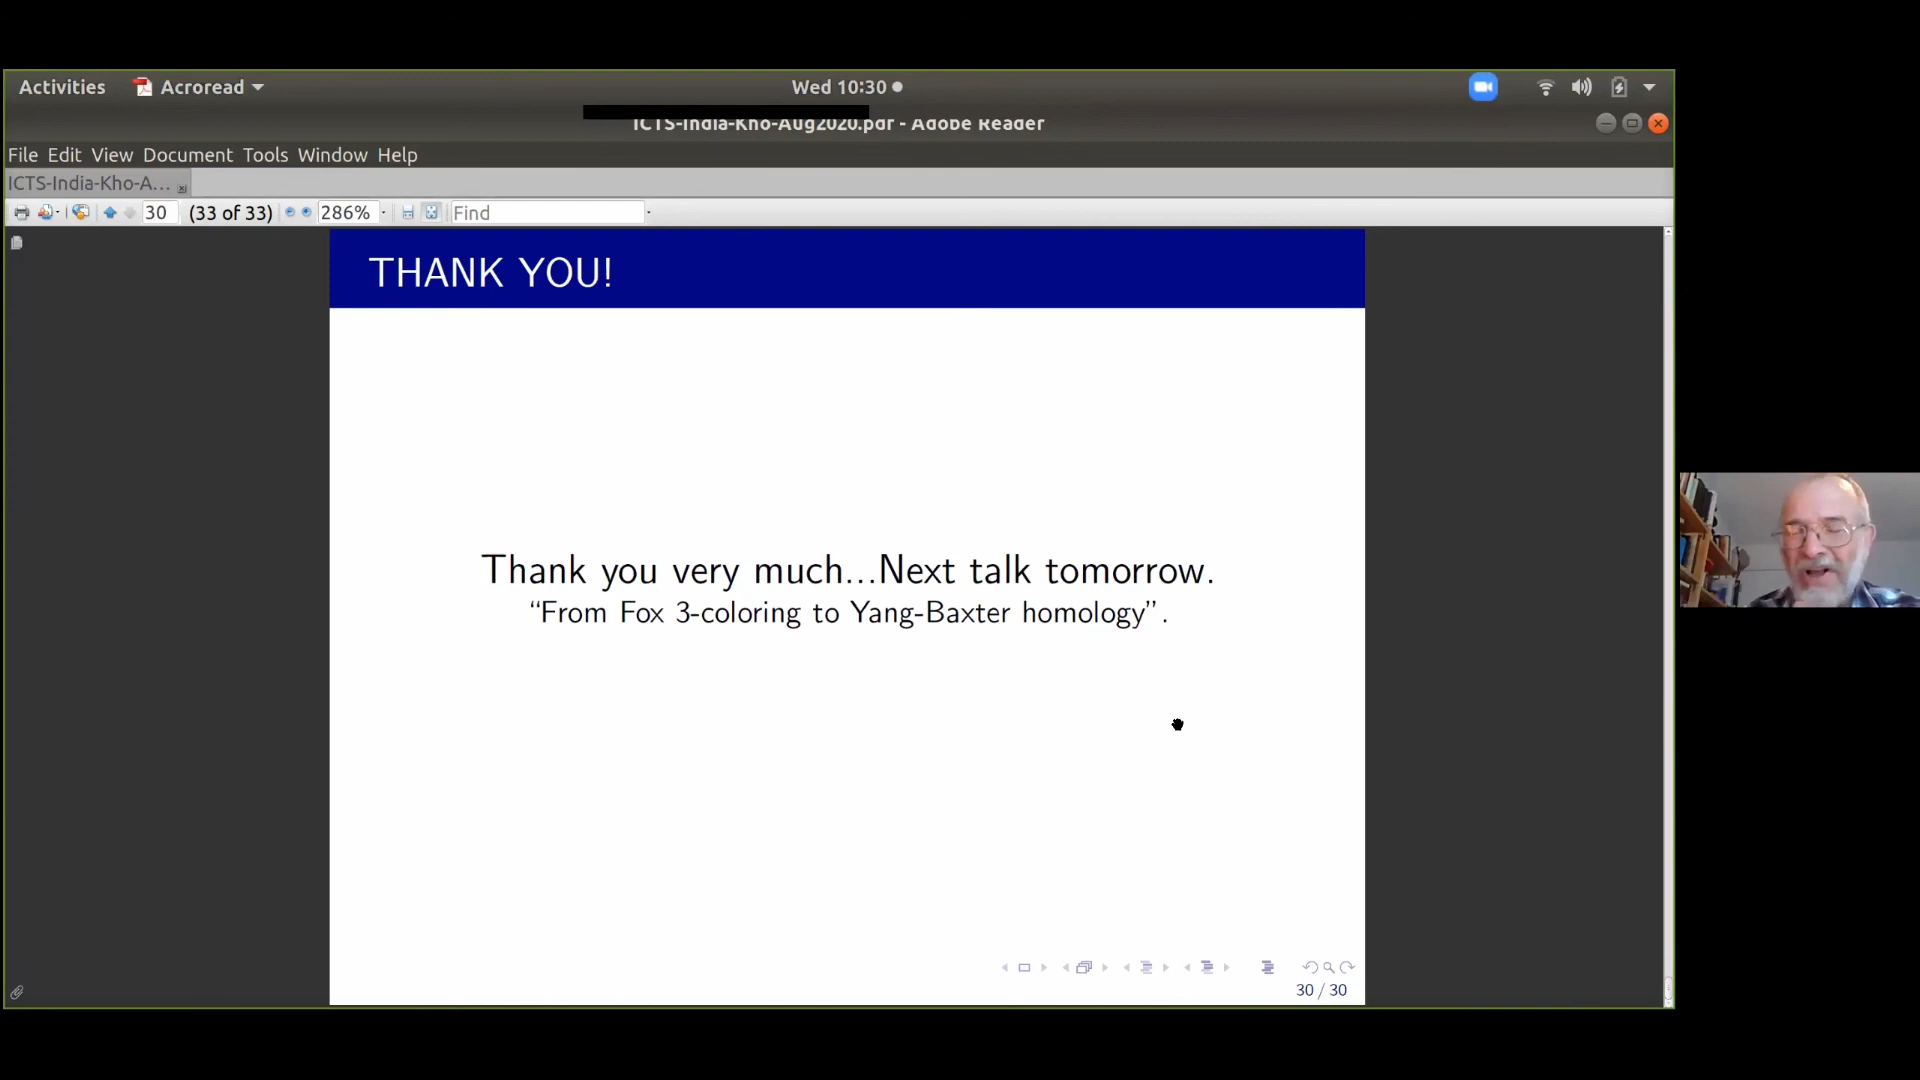 Activities Acroread Wed 10:30
ICTS-India-Kho-Aug2020.pdf - Adobe Reader
File Edit View Document Tools Window Help
ICTS-India-Kho-A...
30 (33 of 33) 286% Find
THANK YOU!
Thank you very much...Next talk tomorrow.
“From Fox 3-coloring to Yang-Baxter homology”.
30 / 30